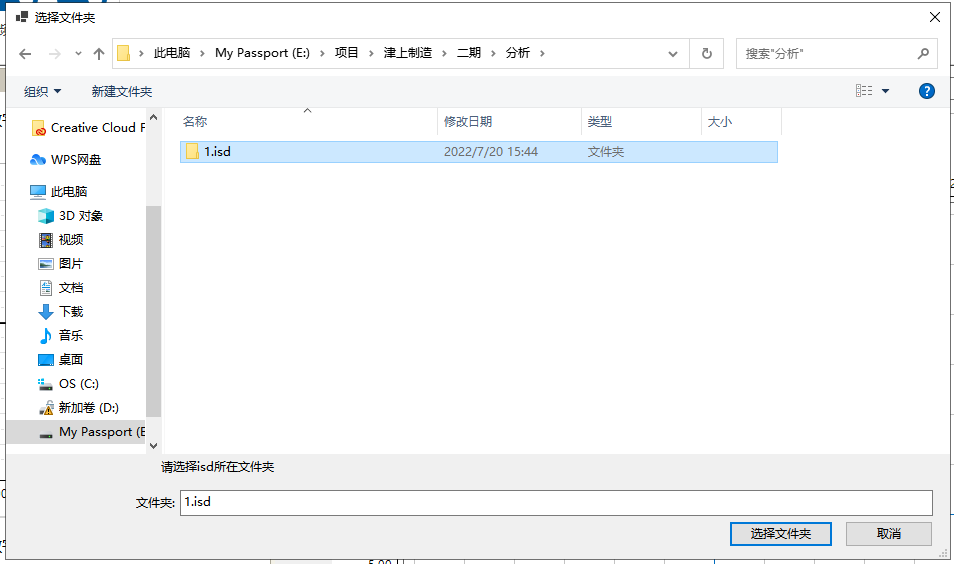 选择文件夹
此电脑 My Passport (E:) 项目 津上制造 二期 分析
搜索"分析"
组织 新建文件夹
名称 修改日期 类型 大小
1.isd 2022/7/20 15:44 文件夹
Creative Cloud F
WPS网盘
此电脑
3D 对象
视频
图片
文档
下载
音乐
桌面
OS (C:)
新加卷 (D:)
My Passport (E
请选择isd所在文件夹
文件夹: 1.isd
选择文件夹 取消